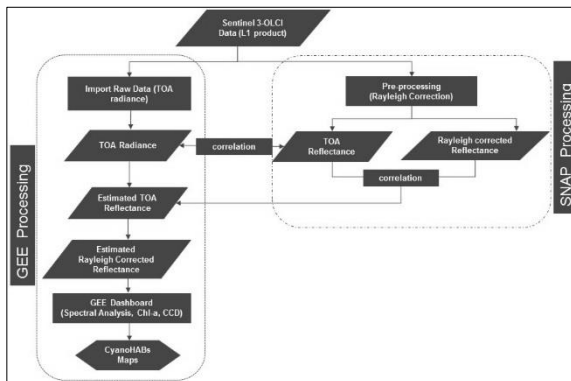 Sentinel 3-OLCI
Data (L1 product)
Import Raw Data (TOA
radiance)
Pre-processing
(Rayleigh Correction)
TOA Radiance
correlation
TOA
Reflectance
Rayleigh corrected
Reflectance
correlation
Estimated TOA
Reflectance
Estimated
Rayleigh Corrected
Reflectance
GEE Dashboard
(Spectral Analysis, Chl-a, CCD)
CyanoHABs
Maps
GEE Processing
SNAP Processing